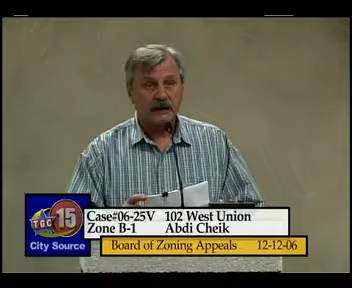 TGC 15
City Source
Case#06-25V 102 West Union
Zone B-1 Abdi Cheik
Board of Zoning Appeals 12-12-06